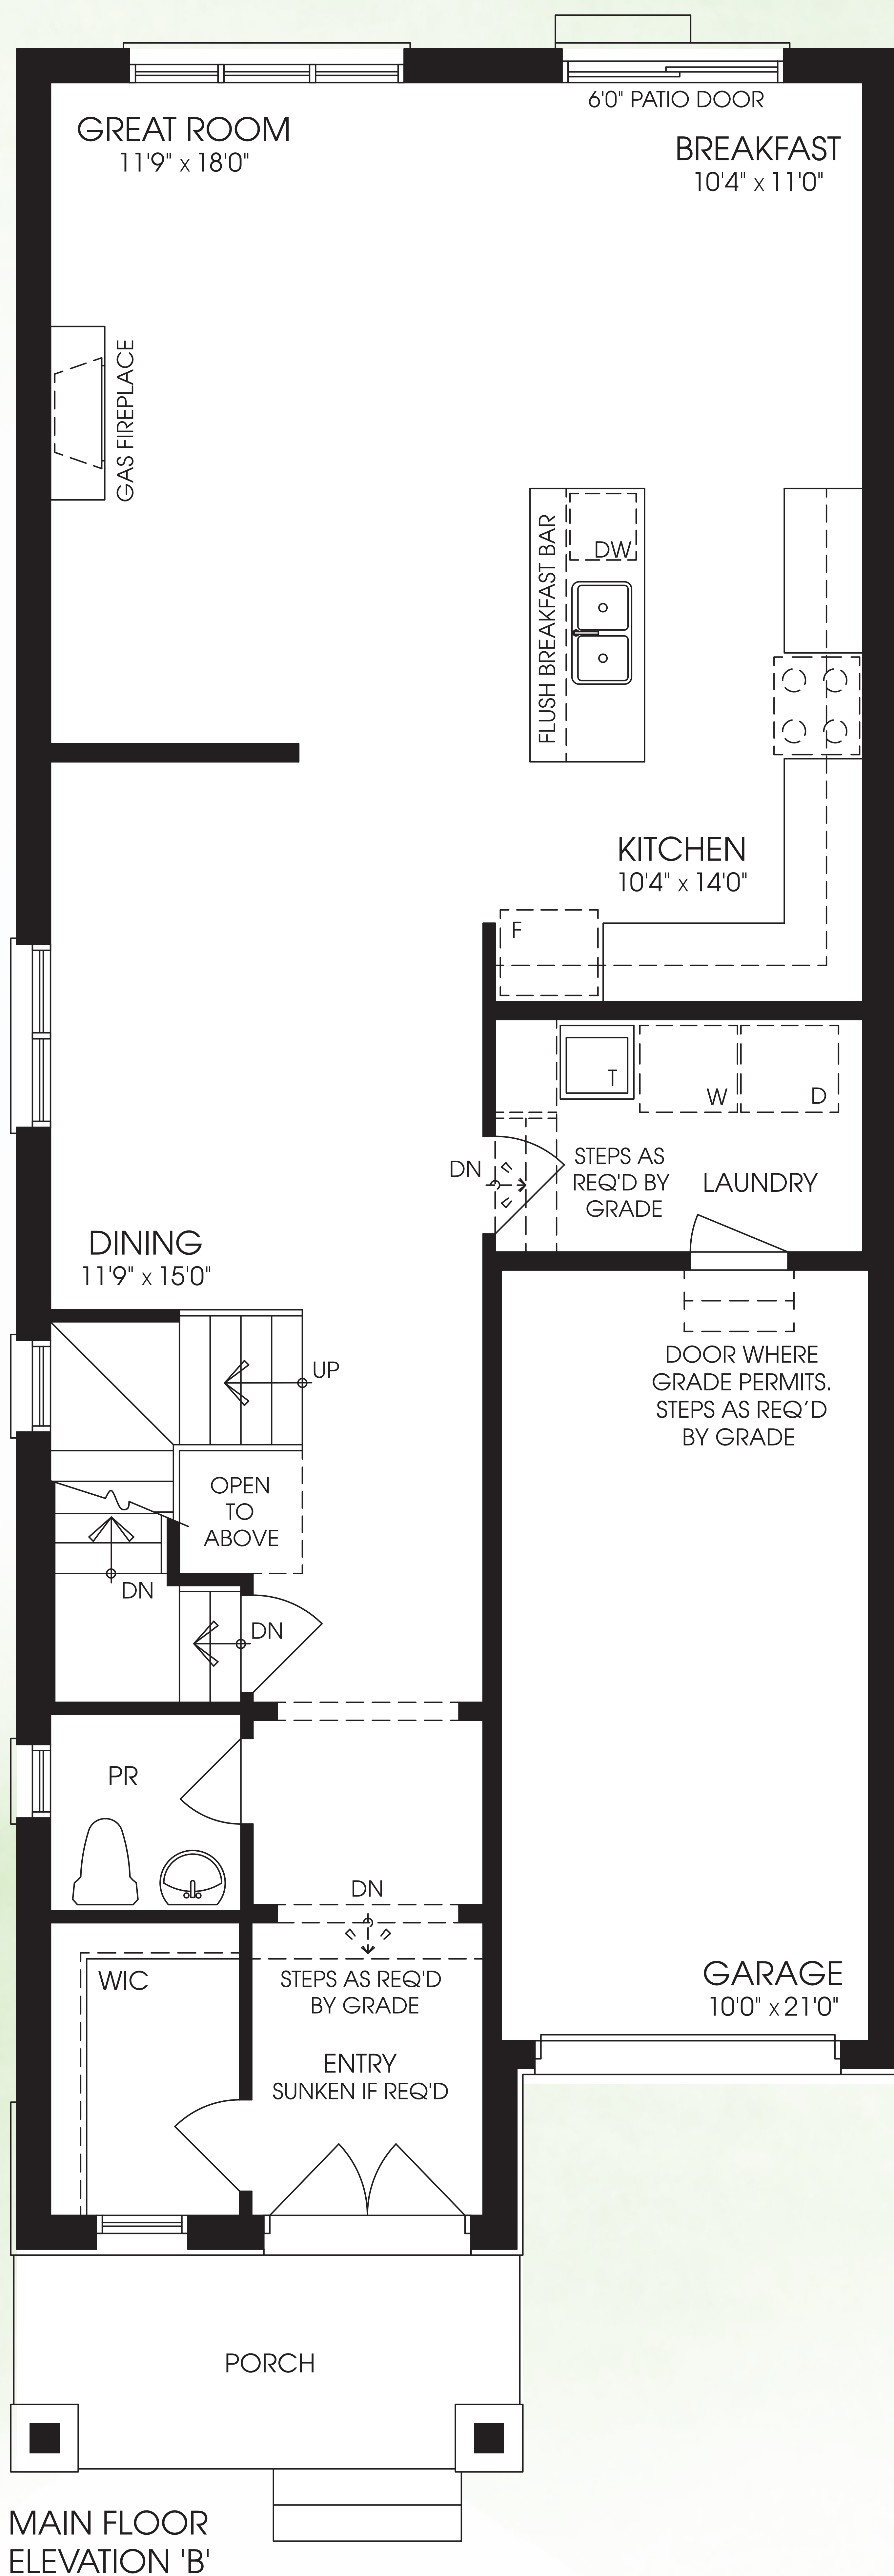 6'0" PATIO DOOR
GREAT ROOM
11'9" x 18'0"
BREAKFAST
10'4" x 11'0"
GAS FIREPLACE
FLUSH BREAKFAST BAR
DW
KITCHEN
10'4" x 14'0"
F
T
W
D
DN
STEPS AS
REQ'D BY
GRADE
LAUNDRY
DINING
11'9" x 15'0"
UP
DOOR WHERE
GRADE PERMITS.
STEPS AS REQ’D
BY GRADE
OPEN
TO
ABOVE
DN
DN
PR
DN
WIC
STEPS AS REQ'D
BY GRADE
GARAGE
10'0" x 21'0"
ENTRY
SUNKEN IF REQ'D
PORCH
MAIN FLOOR
ELEVATION 'B'